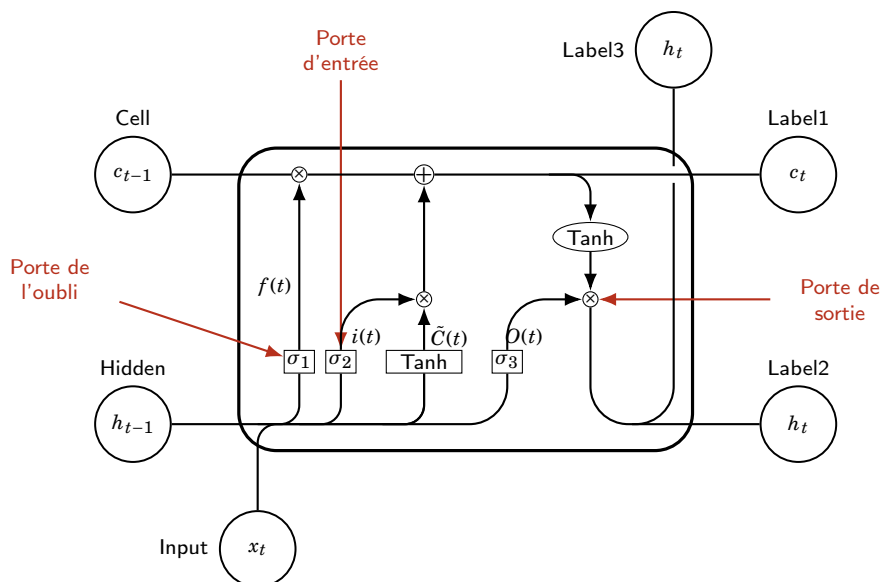 Porte
d'entrée
Label3
h_t
Cell
c_{t−1}
Label1
c_t
⊗
+
Tanh
Porte de
l'oubli
f(t)
⊗
⊗
Porte de
sortie
i(t)
C̃(t)
O(t)
σ_1
σ_2
Tanh
σ_3
Hidden
h_{t−1}
Label2
h_t
Input
x_t